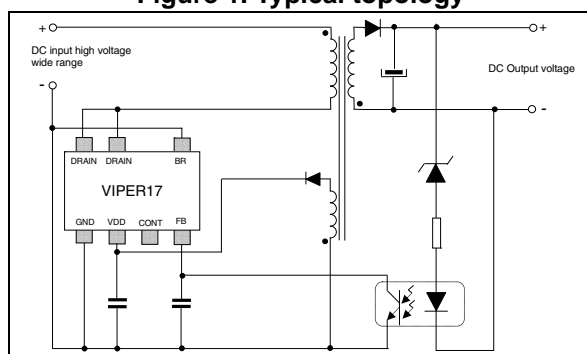 Figure 1. Typical topology
+
DC input high voltage
wide range
-
+
DC Output voltage
-
DRAIN DRAIN BR
VIPER17
GND VDD CONT FB